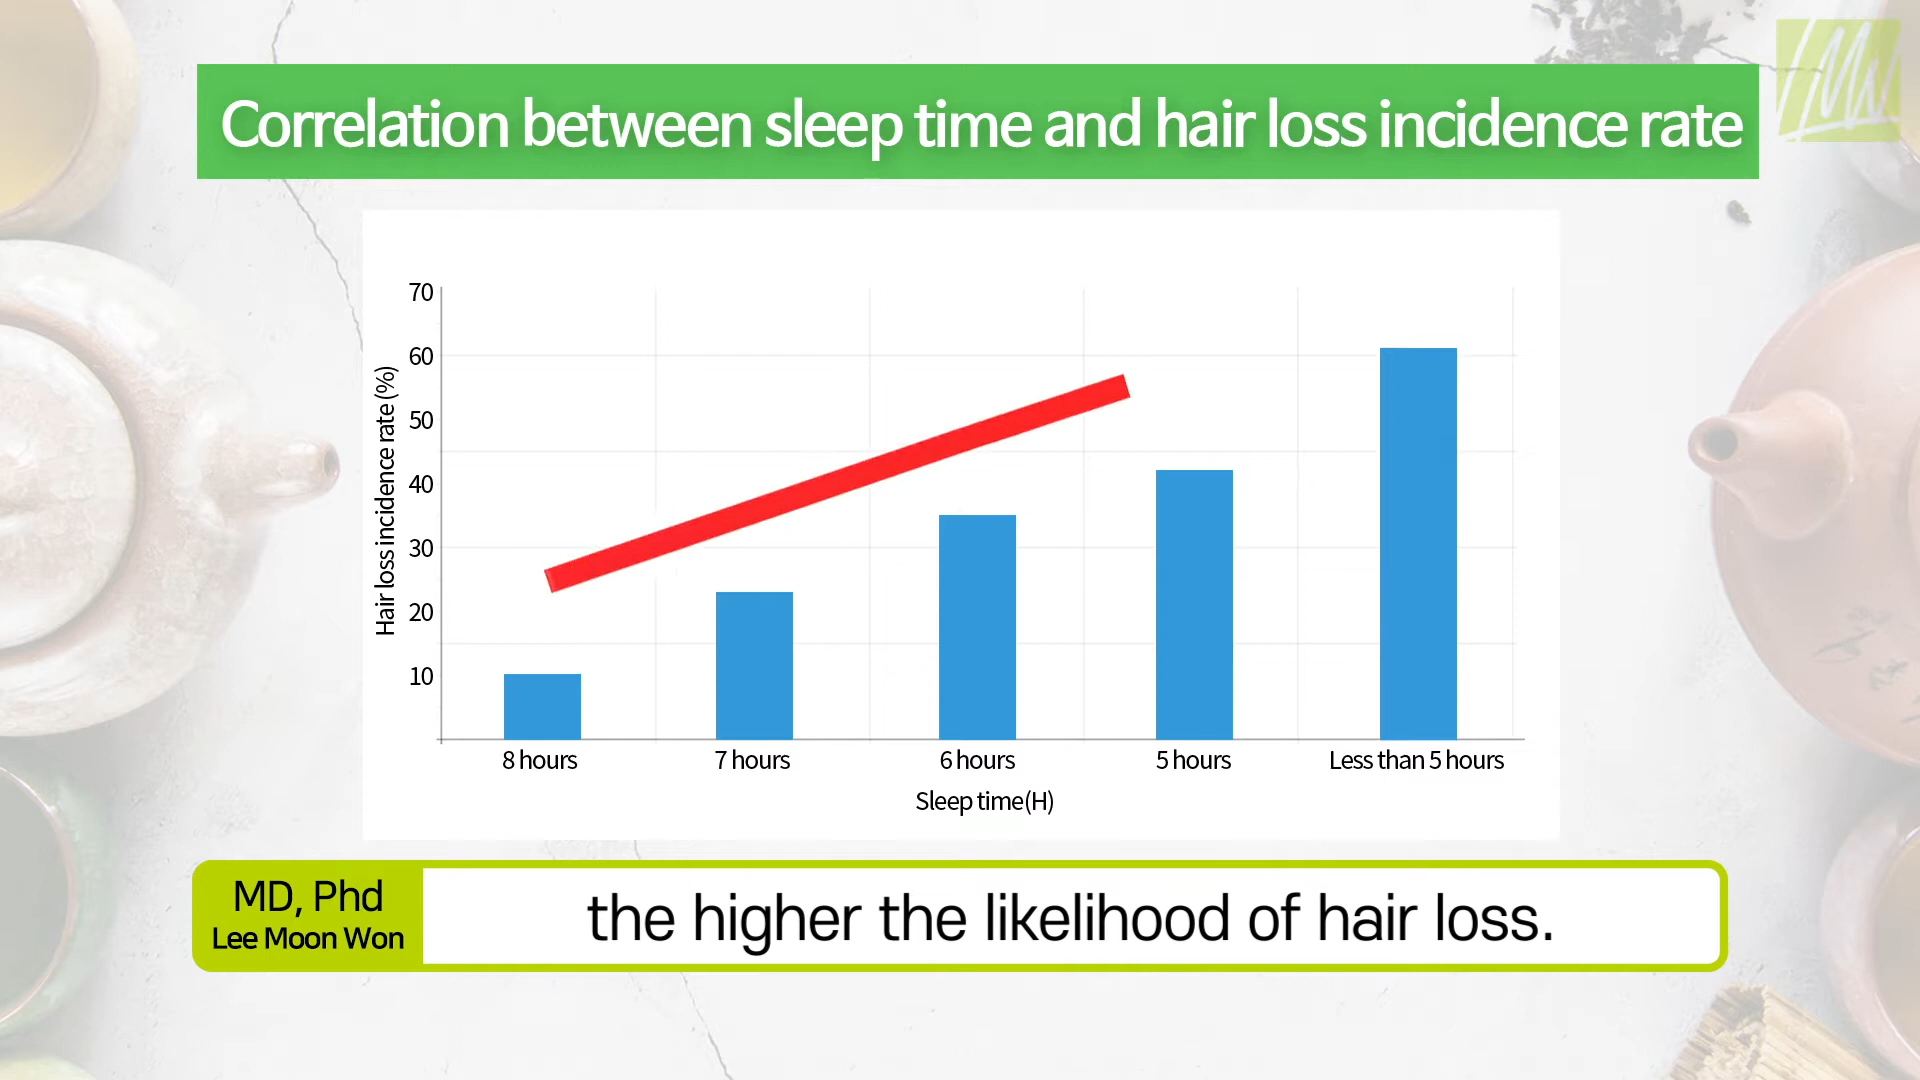 Correlation between sleep time and hair loss incidence rate
70
60
50
40
30
20
10
Hair loss incidence rate (%)
8 hours
7 hours
6 hours
5 hours
Less than 5 hours
Sleep time(H)
MD, Phd
Lee Moon Won
the higher the likelihood of hair loss.